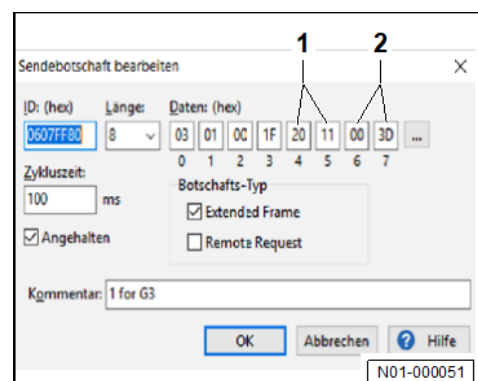 1 2
Sendebotschaft bearbeiten
ID: (hex) Länge: Daten: (hex)
0607FF80 8 03 01 00 1F 20 11 00 3D ...
0 1 2 3 4 5 6 7
Zykluszeit:
Botschafts-Typ
100 ms
Extended Frame
Angehalten
Remote Request
Kommentar: 1 for G3
OK Abbrechen ? Hilfe
N01-000051